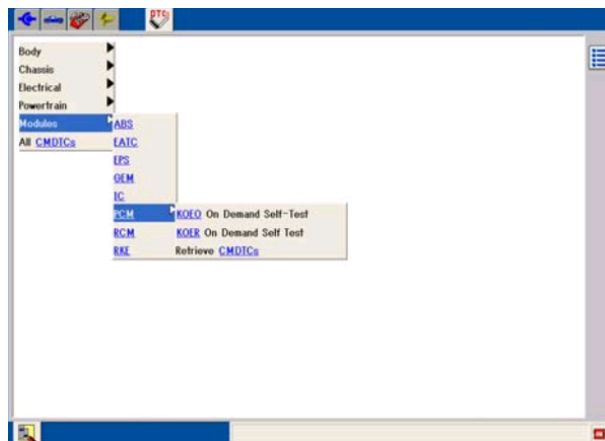 DTC
Body
Chassis
Electrical
Powertrain
Modules
All CMDTCs
ABS
EATC
EPS
GEM
IC
PCM
RCM
RKE
KOEO On Demand Self-Test
KOER On Demand Self Test
Retrieve CMDTCs